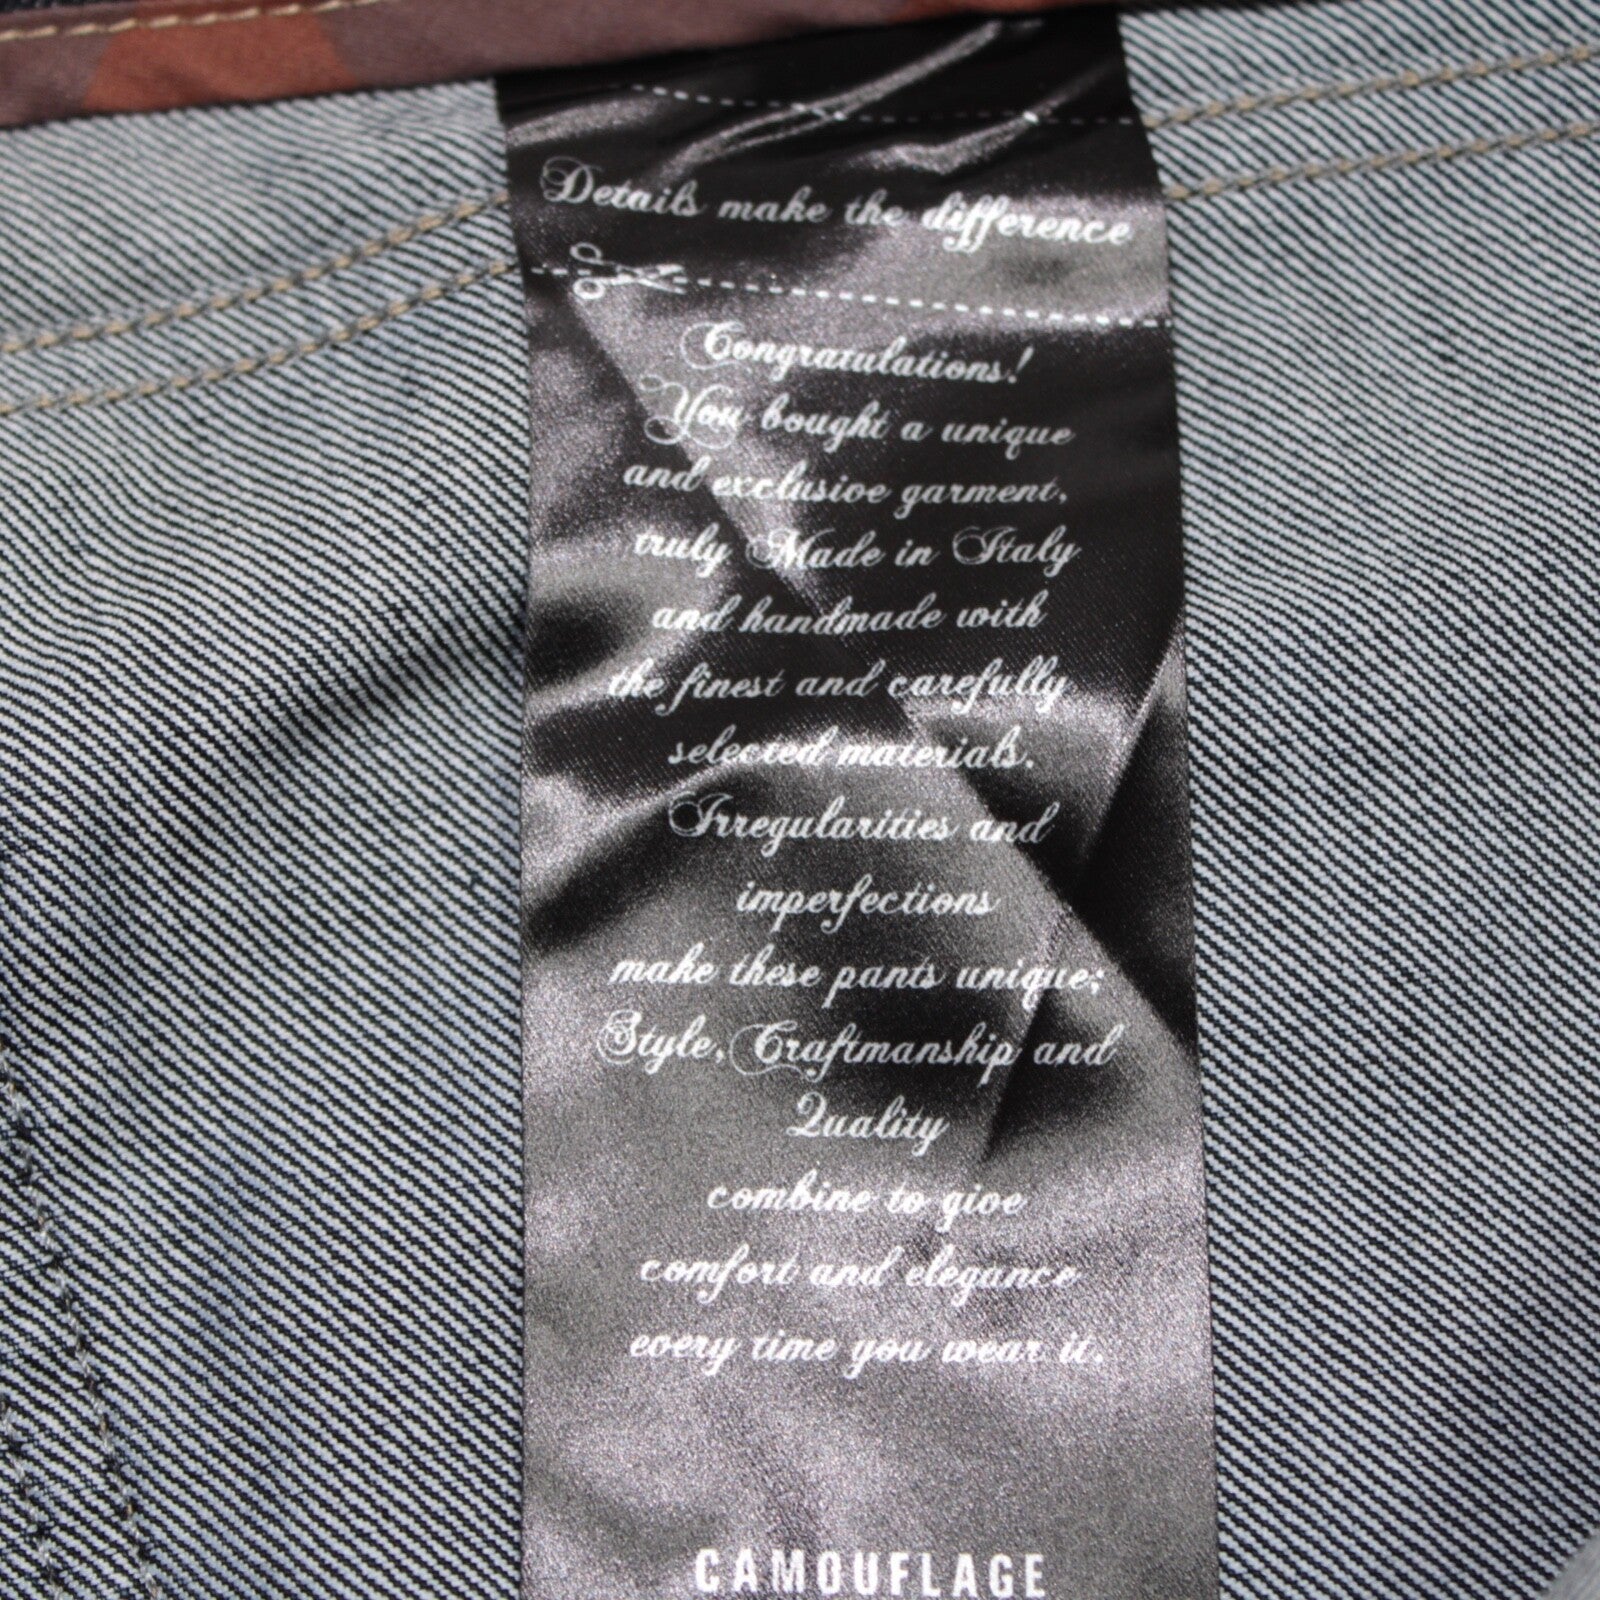 Details make the difference
Congratulations!
You bought a unique
and exclusive garment,
truly Made in Italy
and handmade with
the finest and carefully
selected materials.
Irregularities and
imperfections
make these pants unique;
Style, Craftmanship and
Quality
combine to give
comfort and elegance
every time you wear it.
CAMOUFLAGE